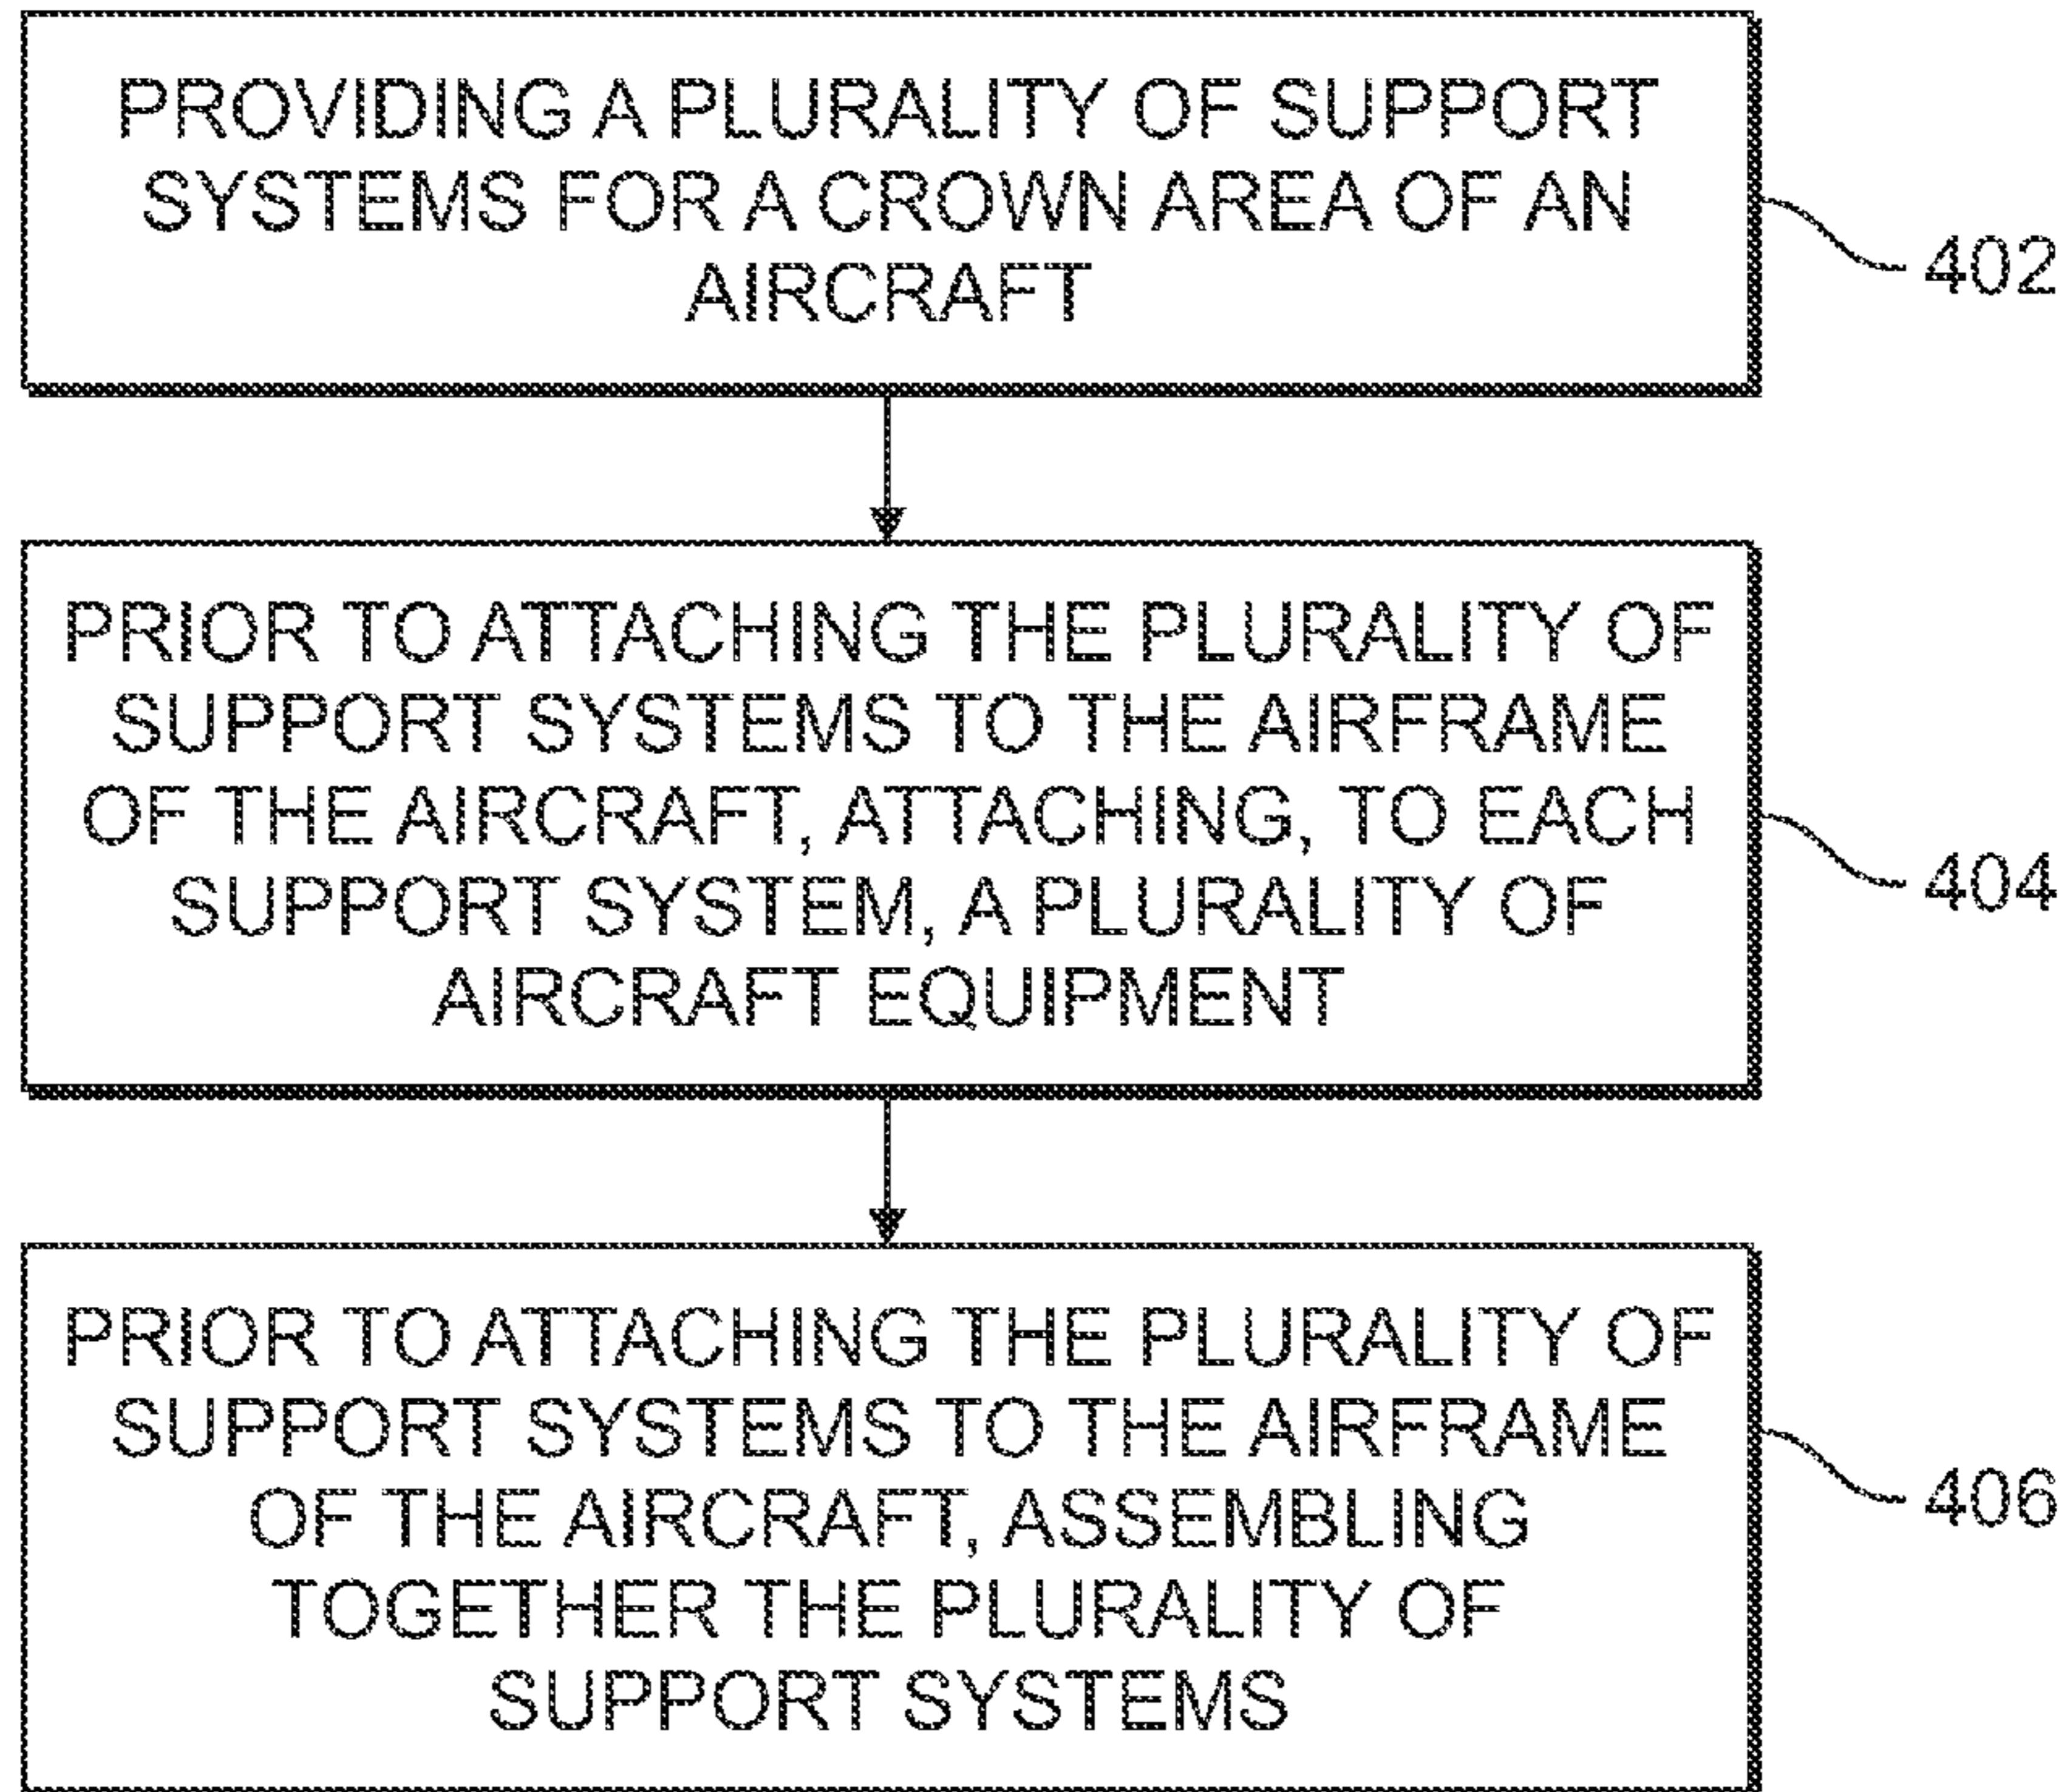 PROVIDING A PLURALITY OF SUPPORT
SYSTEMS FOR A CROWN AREA OF AN
AIRCRAFT
402
PRIOR TO ATTACHING THE PLURALITY OF
SUPPORT SYSTEMS TO THE AIRFRAME
OF THE AIRCRAFT, ATTACHING, TO EACH
SUPPORT SYSTEM, A PLURALITY OF
AIRCRAFT EQUIPMENT
404
PRIOR TO ATTACHING THE PLURALITY OF
SUPPORT SYSTEMS TO THE AIRFRAME
OF THE AIRCRAFT, ASSEMBLING
TOGETHER THE PLURALITY OF
SUPPORT SYSTEMS
406